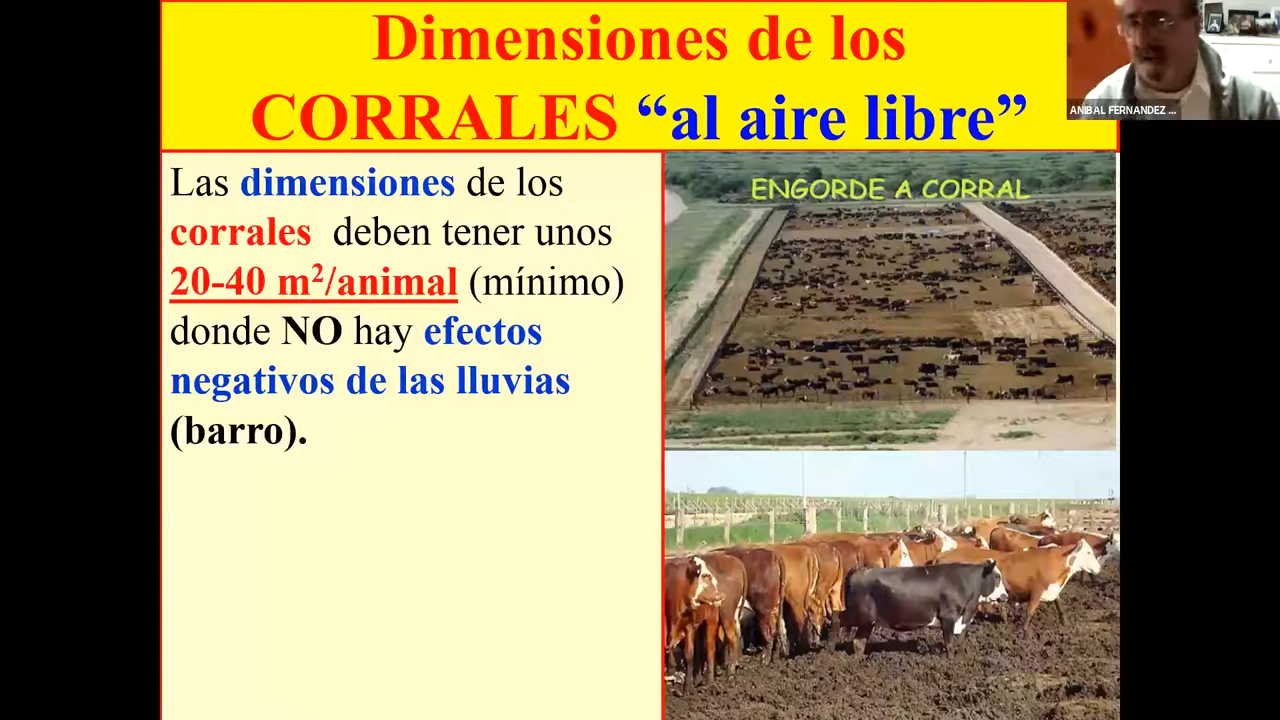 Dimensiones de los
CORRALES “al aire libre”
ANIBAL FERNANDEZ ...
Las dimensiones de los
corrales deben tener unos
20-40 m²/animal (mínimo)
donde NO hay efectos
negativos de las lluvias
(barro).
ENGORDE A CORRAL